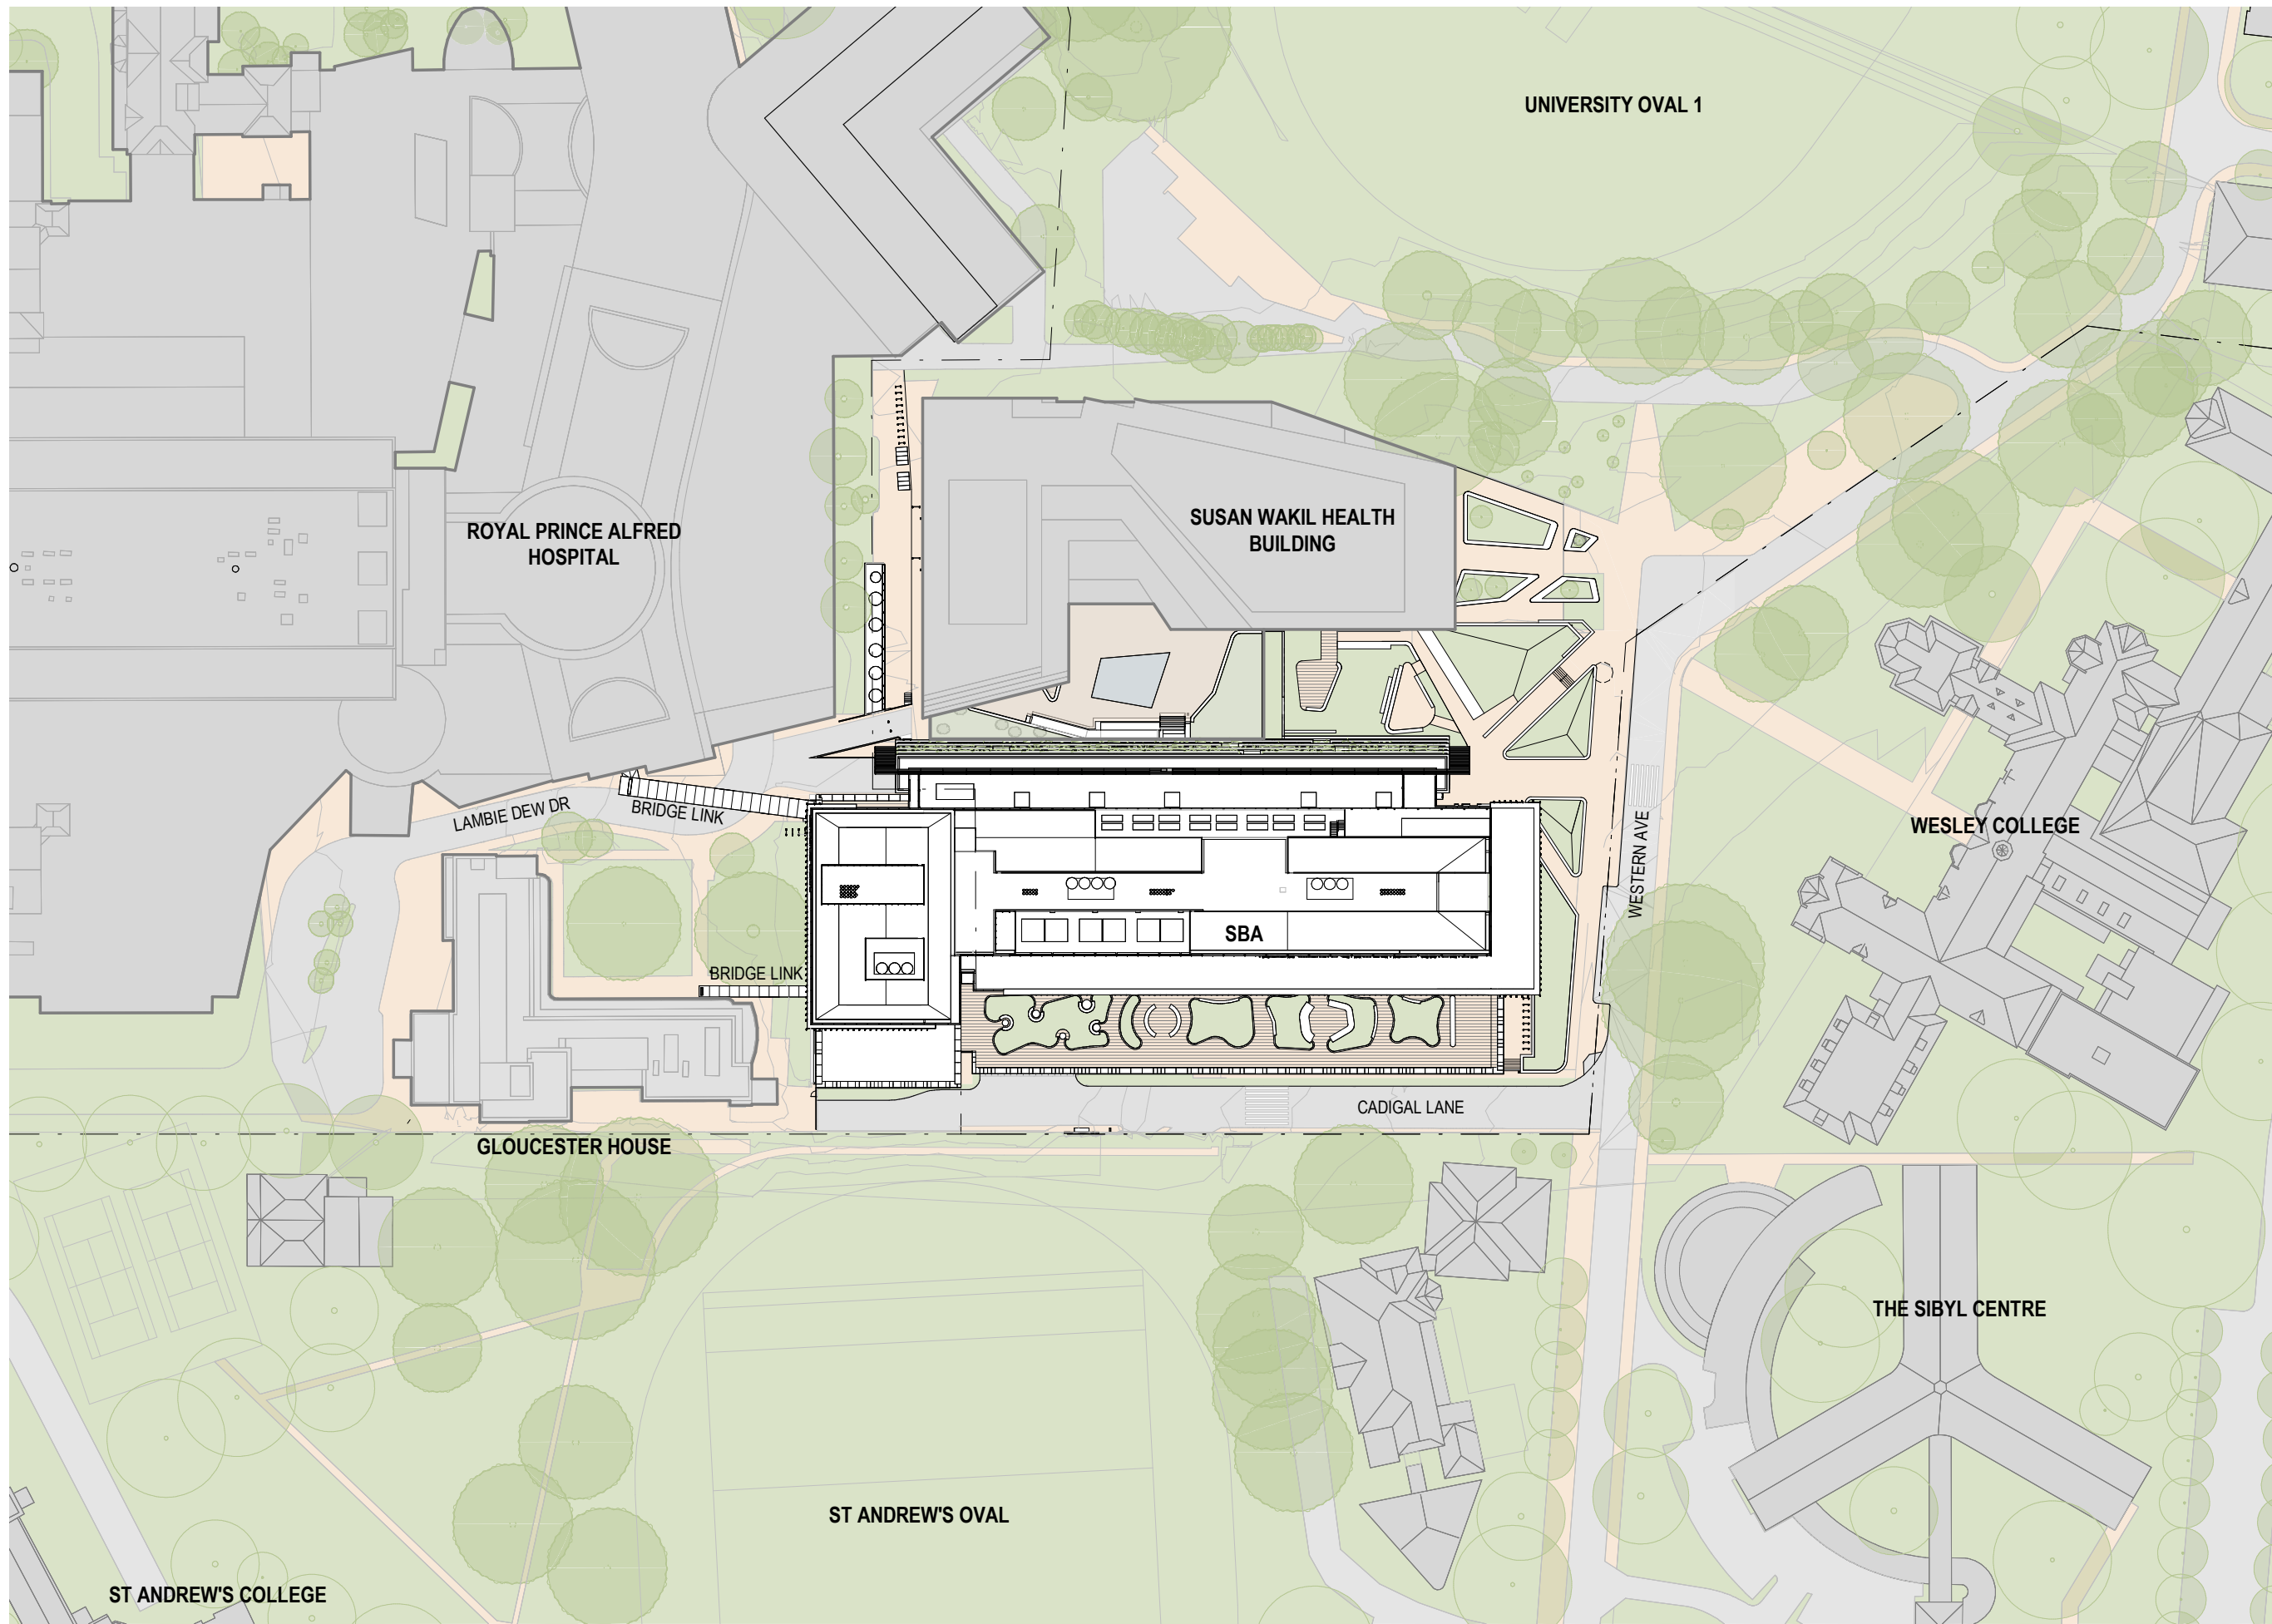 UNIVERSITY OVAL 1
ROYAL PRINCE ALFRED
HOSPITAL
SUSAN WAKIL HEALTH
BUILDING
LAMBIE DEW DR
BRIDGE LINK
WESTERN AVE
WESLEY COLLEGE
SBA
BRIDGE LINK
CADIGAL LANE
GLOUCESTER HOUSE
THE SIBYL CENTRE
ST ANDREW'S OVAL
ST ANDREW'S COLLEGE